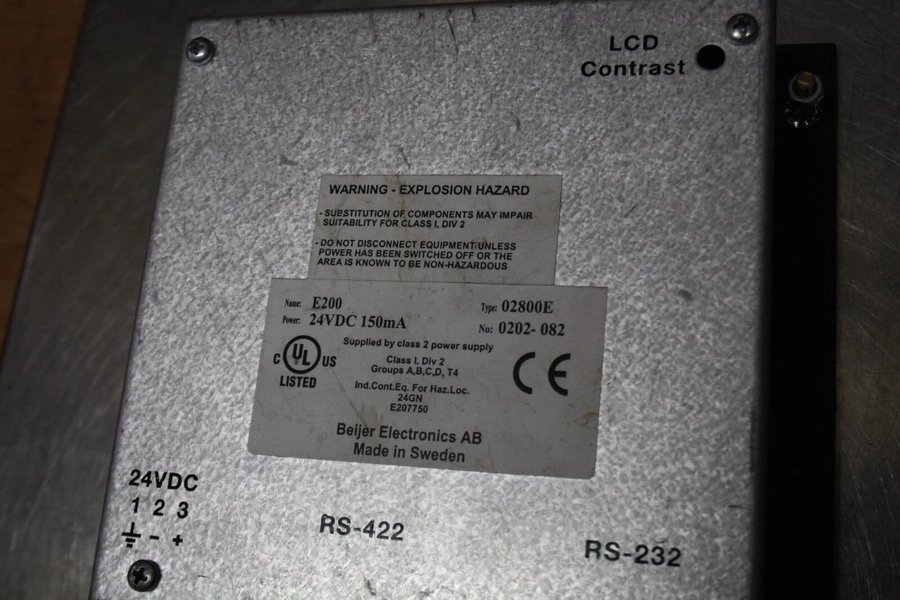 LCD
Contrast
WARNING - EXPLOSION HAZARD
- SUBSTITUTION OF COMPONENTS MAY IMPAIR
SUITABILITY FOR CLASS I, DIV 2
- DO NOT DISCONNECT EQUIPMENT UNLESS
POWER HAS BEEN SWITCHED OFF OR THE
AREA IS KNOWN TO BE NON-HAZARDOUS
Name: E200 Type: 02800E
Power: 24VDC 150mA No: 0202- 082
Supplied by class 2 power supply
Class I, Div 2
Groups A,B,C,D, T4
C UL US
LISTED
CE
Ind.Cont.Eq. For Haz.Loc.
24GN
E207750
Beijer Electronics AB
Made in Sweden
24VDC
1 2 3
- +
RS-422
RS-232